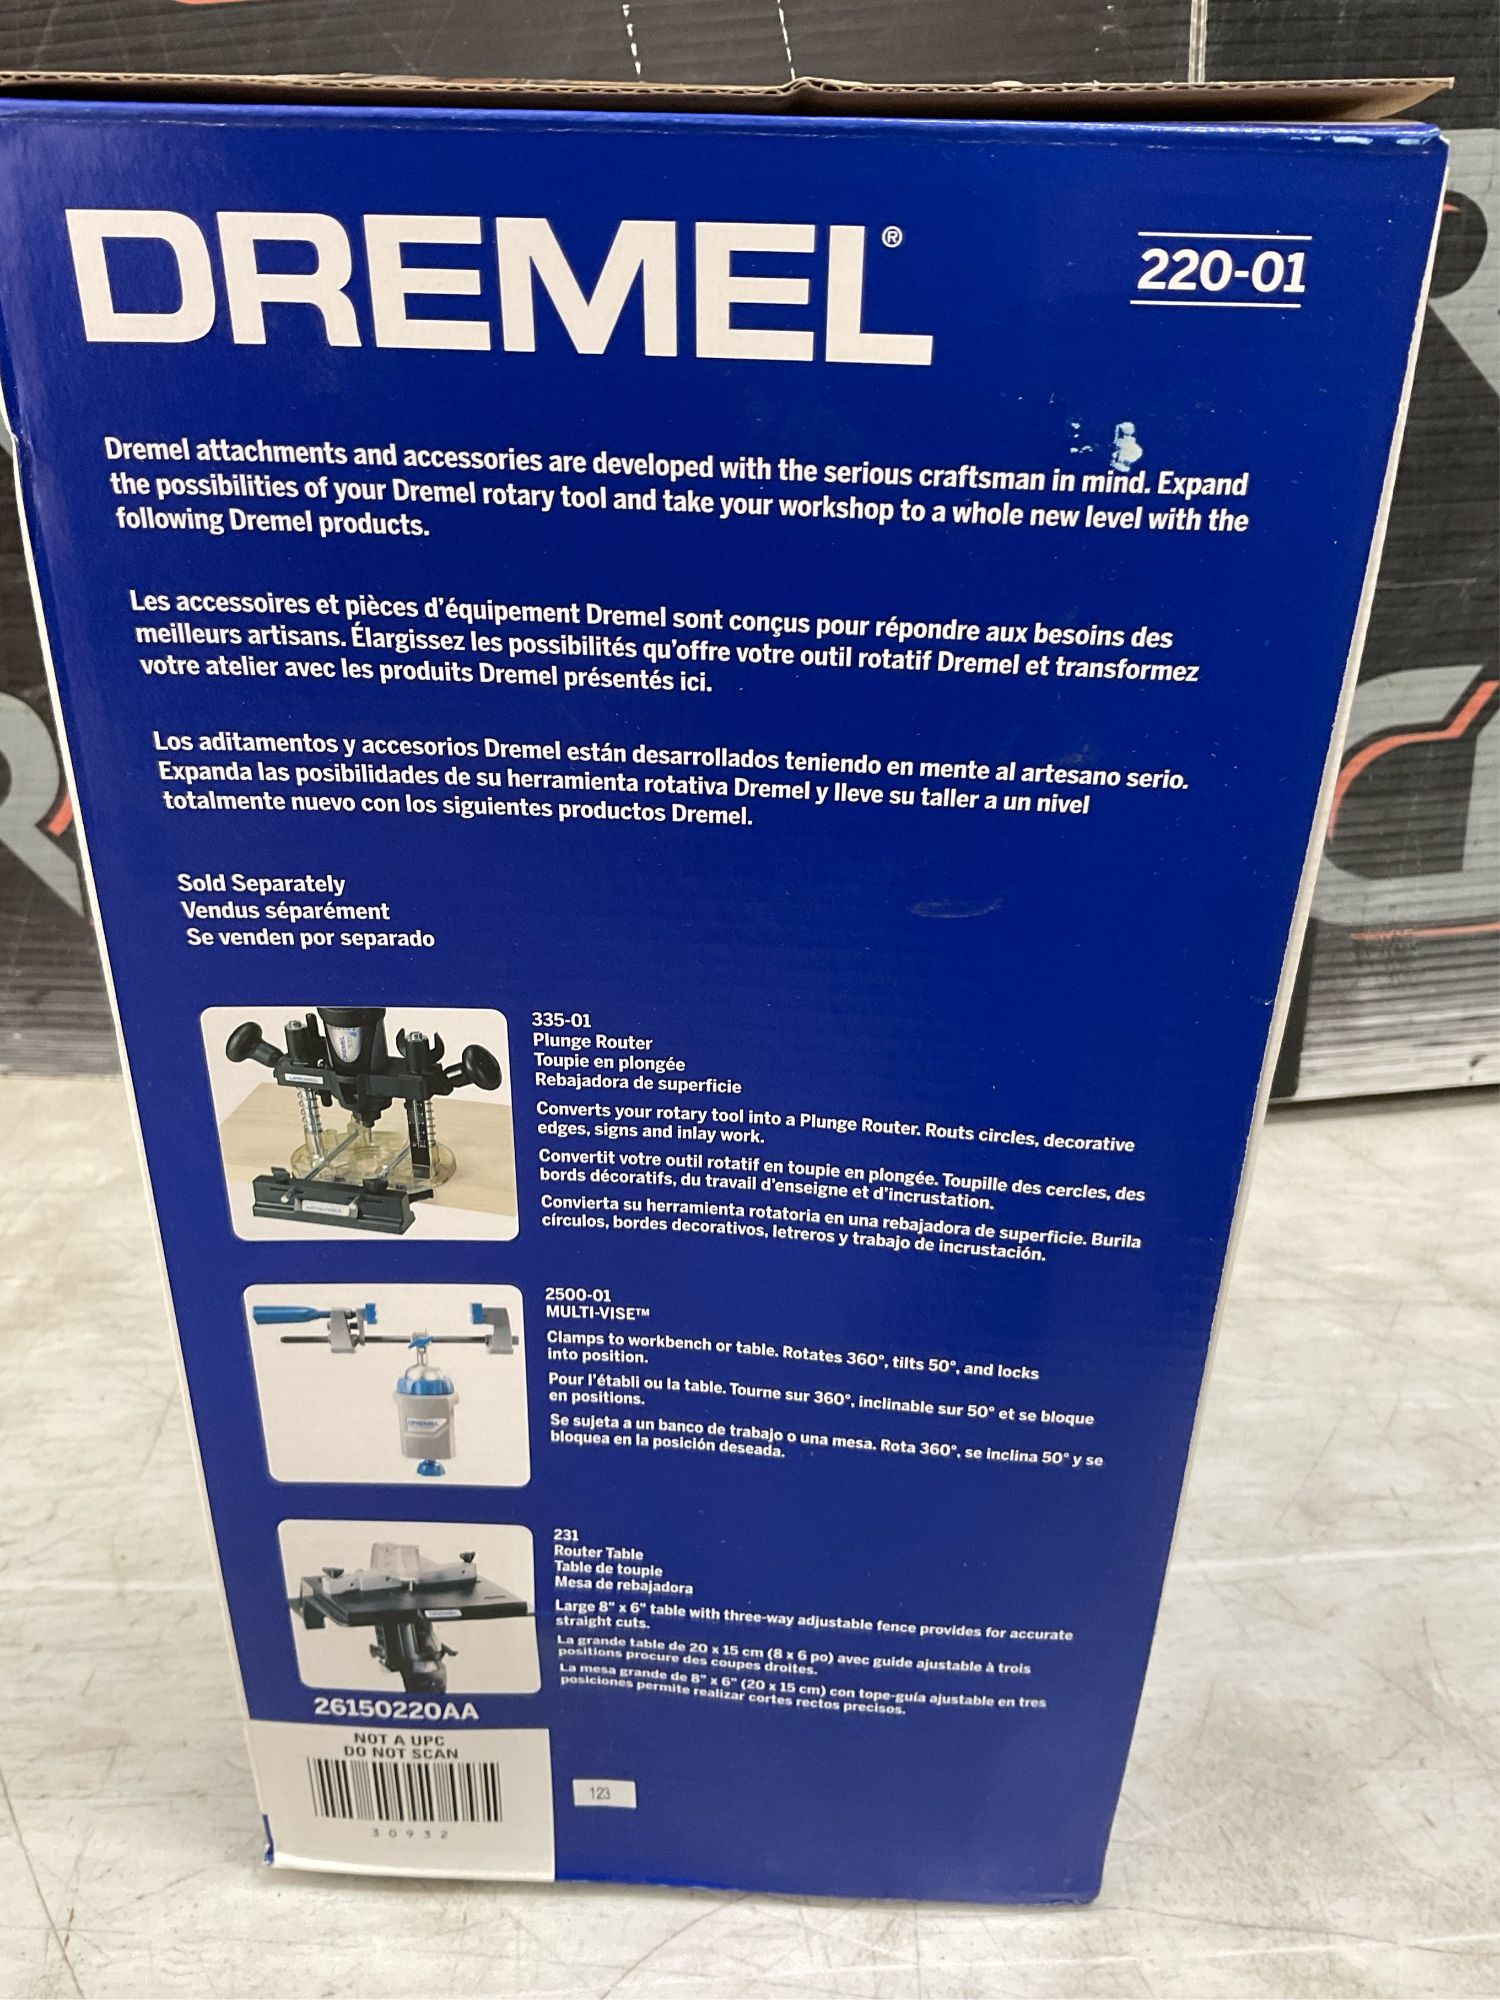 DREMEL®
220-01
Dremel attachments and accessories are developed with the serious craftsman in mind. Expand
the possibilities of your Dremel rotary tool and take your workshop to a whole new level with the
following Dremel products.
Les accessoires et pièces d'équipement Dremel sont conçus pour répondre aux besoins des
meilleurs artisans. Élargissez les possibilités qu'offre votre outil rotatif Dremel et transformez
votre atelier avec les produits Dremel présentés ici.
Los aditamentos y accesorios Dremel están desarrollados teniendo en mente al artesano serio.
Expanda las posibilidades de su herramienta rotativa Dremel y lleve su taller a un nivel
totalmente nuevo con los siguientes productos Dremel.
Sold Separately
Vendus séparément
Se venden por separado
335-01
Plunge Router
Toupie en plongée
Rebajadora de superficie
Converts your rotary tool into a Plunge Router. Routs circles, decorative
edges, signs and inlay work.
Convertit votre outil rotatif en toupie en plongée. Toupille des cercles, des
bords décoratifs, du travail d'enseigne et d'incrustation.
Convierta su herramienta rotatoria en una rebajadora de superficie. Burila
círculos, bordes decorativos, letreros y trabajo de incrustación.
2500-01
MULTI-VISE™
Clamps to workbench or table. Rotates 360°, tilts 50°, and locks
into position.
Pour l'établi ou la table. Tourne sur 360°, inclinable sur 50° et se bloque
en positions.
Se sujeta a un banco de trabajo o una mesa. Rota 360°, se inclina 50° y se
bloquea en la posición deseada.
231
Router Table
Table de toupie
Mesa de rebajadora
Large 8" x 6" table with three-way adjustable fence provides for accurate
straight cuts.
La grande table de 20 x 15 cm (8 x 6 po) avec guide ajustable à trois
positions procure des coupes droites.
La mesa grande de 8" x 6" (20 x 15 cm) con tope-guía ajustable en tres
posiciones permite realizar cortes rectos precisos.
26150220AA
NOT A UPC
DO NOT SCAN
30932
123